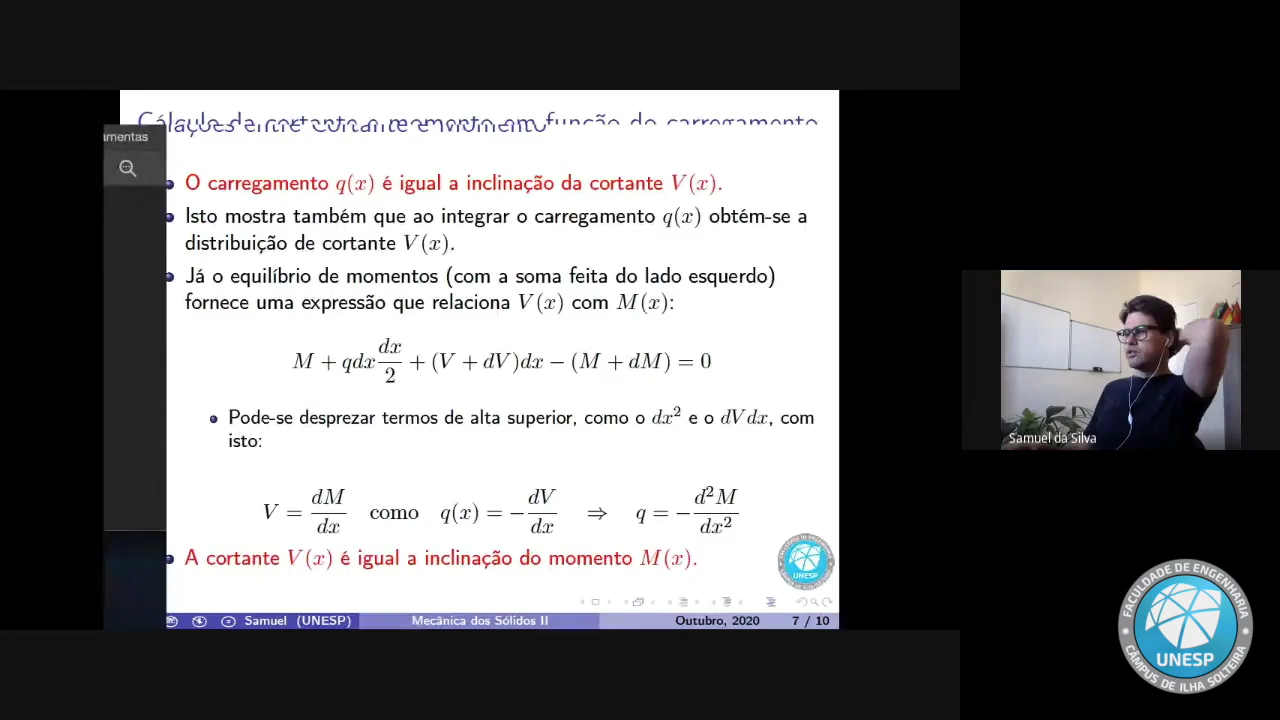 amentas
O carregamento q(x) é igual a inclinação da cortante V(x).
Isto mostra também que ao integrar o carregamento q(x) obtém-se a
distribuição de cortante V(x).
Já o equilíbrio de momentos (com a soma feita do lado esquerdo)
fornece uma expressão que relaciona V(x) com M(x):
M + qdx dx/2 + (V + dV)dx − (M + dM) = 0
Pode-se desprezar termos de alta superior, como o dx² e o dVdx, com
isto:
V = dM/dx como q(x) = −dV/dx ⇒ q = −d²M/dx²
A cortante V(x) é igual a inclinação do momento M(x).
UNESP
Samuel (UNESP) Mecânica dos Sólidos II Outubro, 2020 7 / 10
Samuel da Silva
FACULDADE DE ENGENHARIA
UNESP
CÂMPUS DE ILHA SOLTEIRA